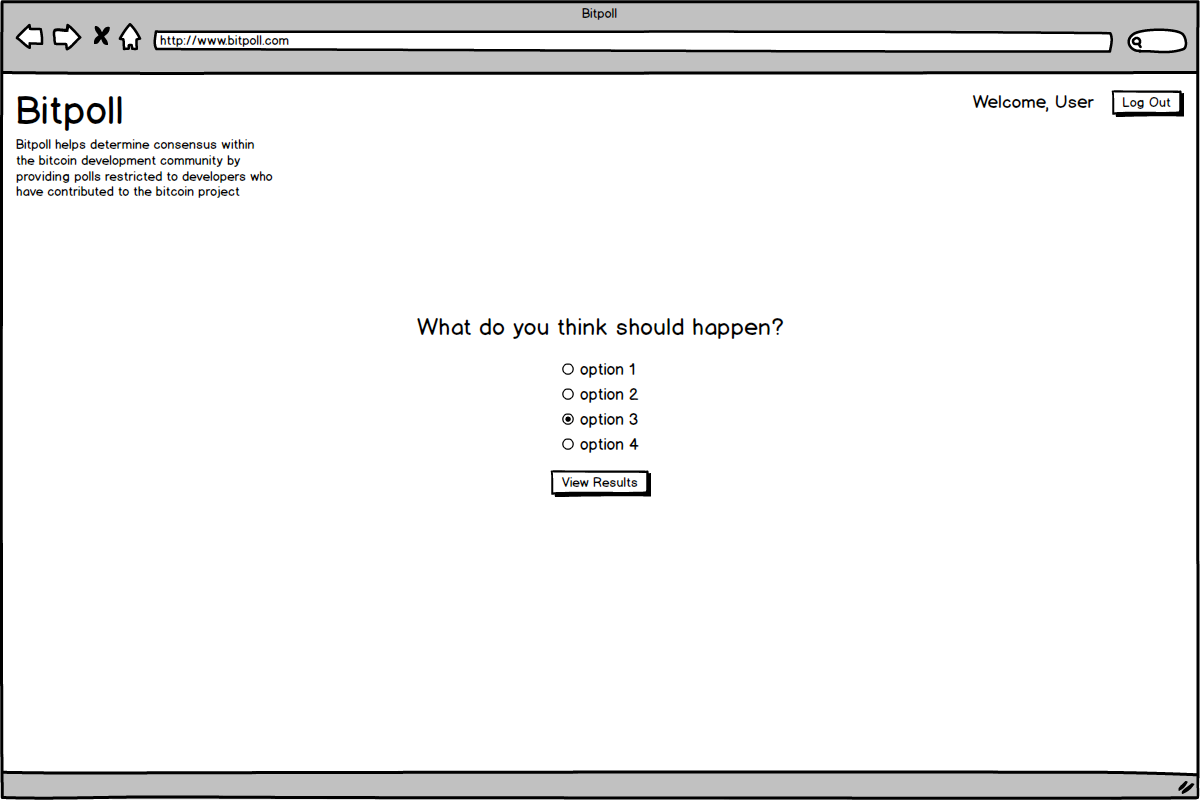 Bitpoll
http://www.bitpoll.com
Bitpoll
Welcome, User
Log Out
Bitpoll helps determine consensus within
the bitcoin development community by
providing polls restricted to developers who
have contributed to the bitcoin project
What do you think should happen?
option 1
option 2
option 3
option 4
View Results